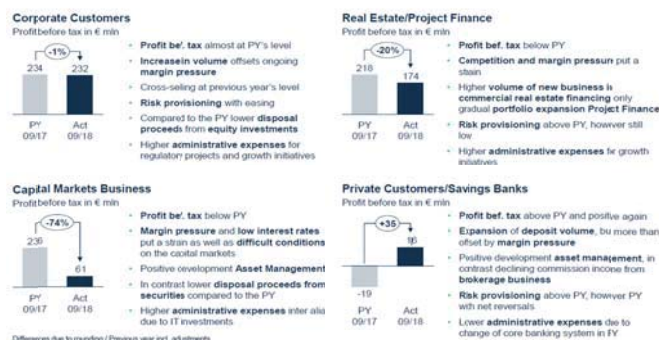 Corporate Customers
Profit before tax in € mln
-1%
234
232
PY
09/17
Act
09/18
Profit bef. tax almost at PY's level
Increase in volume offsets ongoing
margin pressure
Cross-selling at previous year's level
Risk provisioning with easing
Compared to the PY lower disposal
proceeds from equity investments
Higher administrative expenses for
regulatory projects and growth initiatives
Real Estate/Project Finance
Profit before tax in € mln
-20%
218
174
PY
09/17
Act
09/18
Profit bef. tax below PY
Competition and margin pressure put a
strain
Higher volume of new business in
commercial real estate financing only
gradual portfolio expansion Project Finance
Risk provisioning above PY, however still
low
Higher administrative expenses for growth
initiatives
Capital Markets Business
Profit before tax in € mln
-74%
236
61
PY
09/17
Act
09/18
Profit bef. tax below PY
Margin pressure and low interest rates
put a strain as well as difficult conditions
on the capital markets
Positive development Asset Management
In contrast lower disposal proceeds from
securities compared to the PY
Higher administrative expenses inter alia
due to IT investments
Private Customers/Savings Banks
Profit before tax in € mln
+35
16
-19
PY
09/17
Act
09/18
Profit bef. tax above PY and positive again
Expansion of deposit volume, but more than
offset by margin pressure
Positive development asset management, in
contrast declining commission income from
brokerage business
Risk provisioning above PY, however PY
with net reversals
Lower administrative expenses due to
change of core banking system in PY
Differences due to rounding / Previous year incl. adjustments